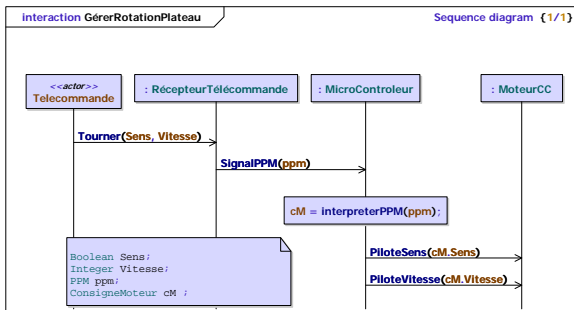 interaction GérerRotationPlateau
Sequence diagram {1/1}
<<actor>>
Telecommande
: RécepteurTélécommande
: MicroControleur
: MoteurCC
Tourner(Sens, Vitesse)
SignalPPM(ppm)
cM = interpreterPPM(ppm);
PiloteSens(cM.Sens)
PiloteVitesse(cM.Vitesse)
Boolean Sens;
Integer Vitesse;
PPM ppm;
ConsigneMoteur cM ;